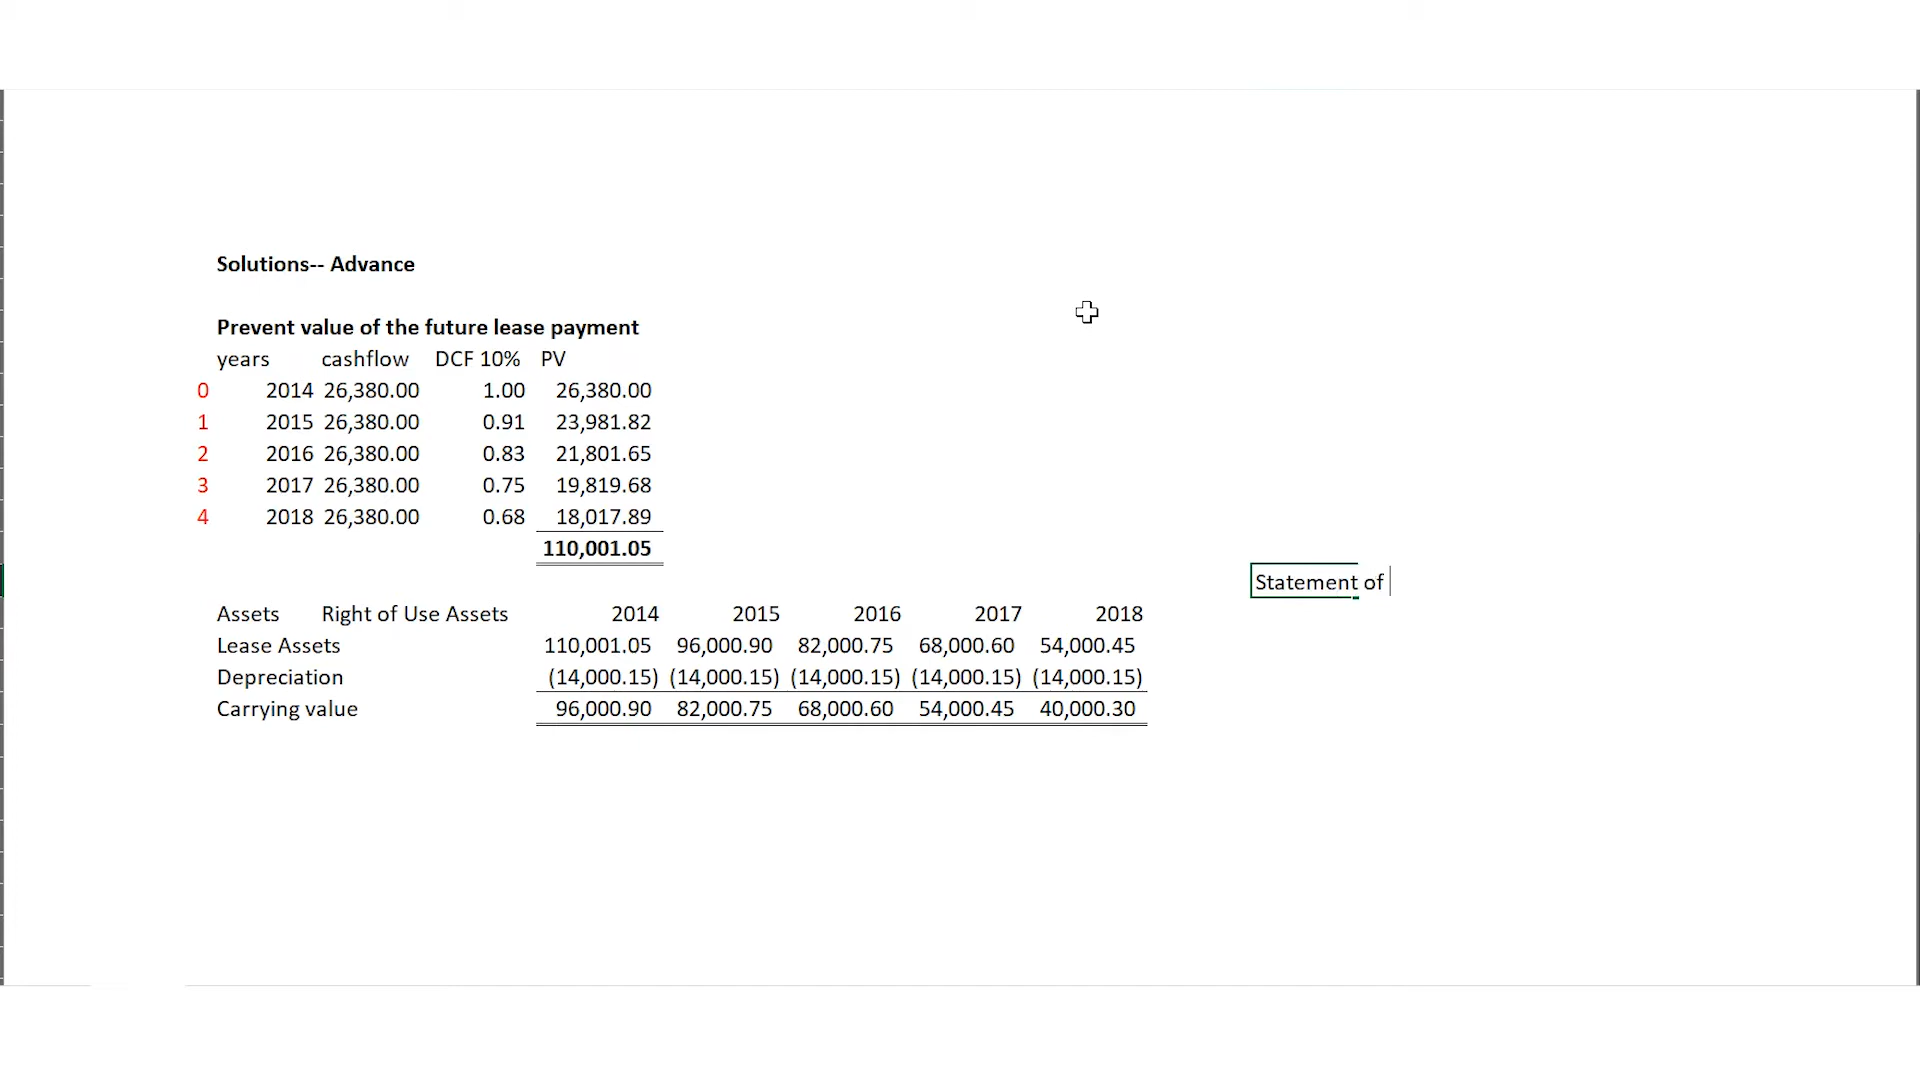 Solutions-- Advance
Prevent value of the future lease payment
years cashflow DCF 10% PV
0 2014 26,380.00 1.00 26,380.00
1 2015 26,380.00 0.91 23,981.82
2 2016 26,380.00 0.83 21,801.65
3 2017 26,380.00 0.75 19,819.68
4 2018 26,380.00 0.68 18,017.89
110,001.05
Statement of
Assets Right of Use Assets 2014 2015 2016 2017 2018
Lease Assets 110,001.05 96,000.90 82,000.75 68,000.60 54,000.45
Depreciation (14,000.15) (14,000.15) (14,000.15) (14,000.15) (14,000.15)
Carrying value 96,000.90 82,000.75 68,000.60 54,000.45 40,000.30